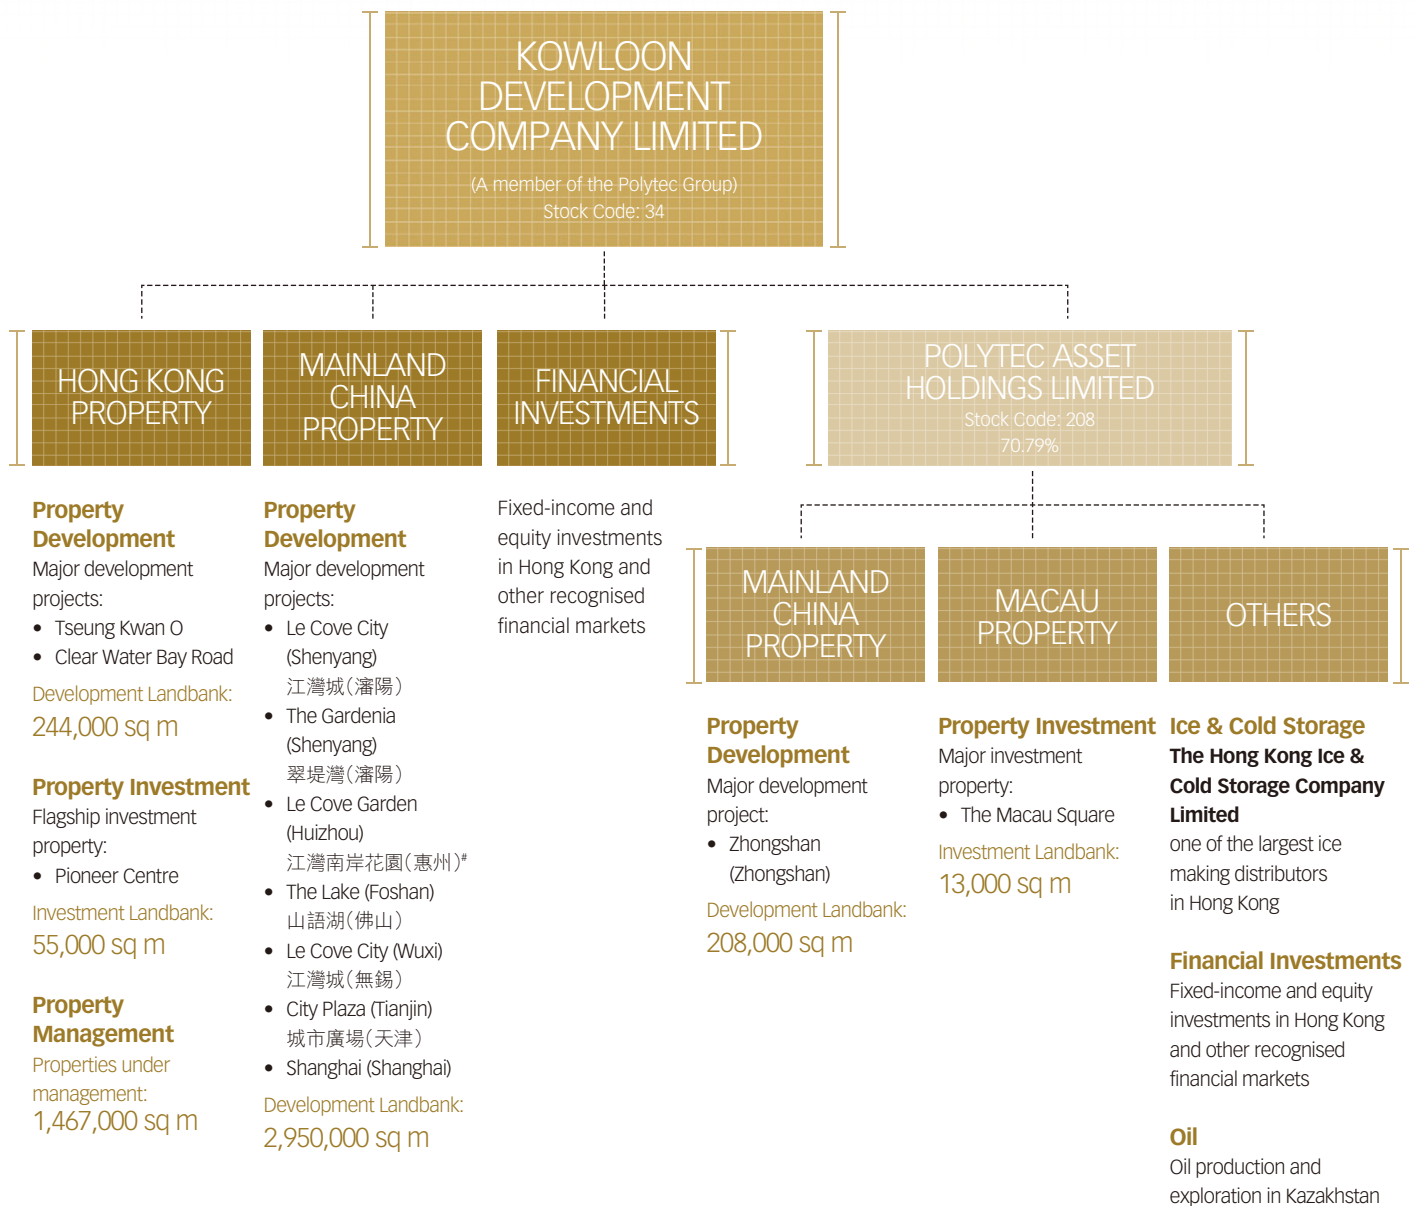 KOWLOON
DEVELOPMENT
COMPANY LIMITED
(A member of the Polytec Group)
Stock Code: 34
HONG KONG
PROPERTY
MAINLAND
CHINA
PROPERTY
FINANCIAL
INVESTMENTS
POLYTEC ASSET
HOLDINGS LIMITED
Stock Code: 208
70.79%
Property
Development
Major development
projects:
• Tseung Kwan O
• Clear Water Bay Road
Development Landbank:
244,000 sq m
Property Investment
Flagship investment
property:
• Pioneer Centre
Investment Landbank:
55,000 sq m
Property
Management
Properties under
management:
1,467,000 sq m
Property
Development
Major development
projects:
• Le Cove City
(Shenyang)
江灣城(瀋陽)
• The Gardenia
(Shenyang)
翠堤灣(瀋陽)
• Le Cove Garden
(Huizhou)
江灣南岸花園(惠州)#
• The Lake (Foshan)
山語湖(佛山)
• Le Cove City (Wuxi)
江灣城(無錫)
• City Plaza (Tianjin)
城市廣場(天津)
• Shanghai (Shanghai)
Development Landbank:
2,950,000 sq m
Fixed-income and
equity investments
in Hong Kong and
other recognised
financial markets
MAINLAND
CHINA
PROPERTY
MACAU
PROPERTY
OTHERS
Property
Development
Major development
project:
• Zhongshan
(Zhongshan)
Development Landbank:
208,000 sq m
Property Investment
Major investment
property:
• The Macau Square
Investment Landbank:
13,000 sq m
Ice & Cold Storage
The Hong Kong Ice &
Cold Storage Company
Limited
one of the largest ice
making distributors
in Hong Kong
Financial Investments
Fixed-income and equity
investments in Hong Kong
and other recognised
financial markets
Oil
Oil production and
exploration in Kazakhstan